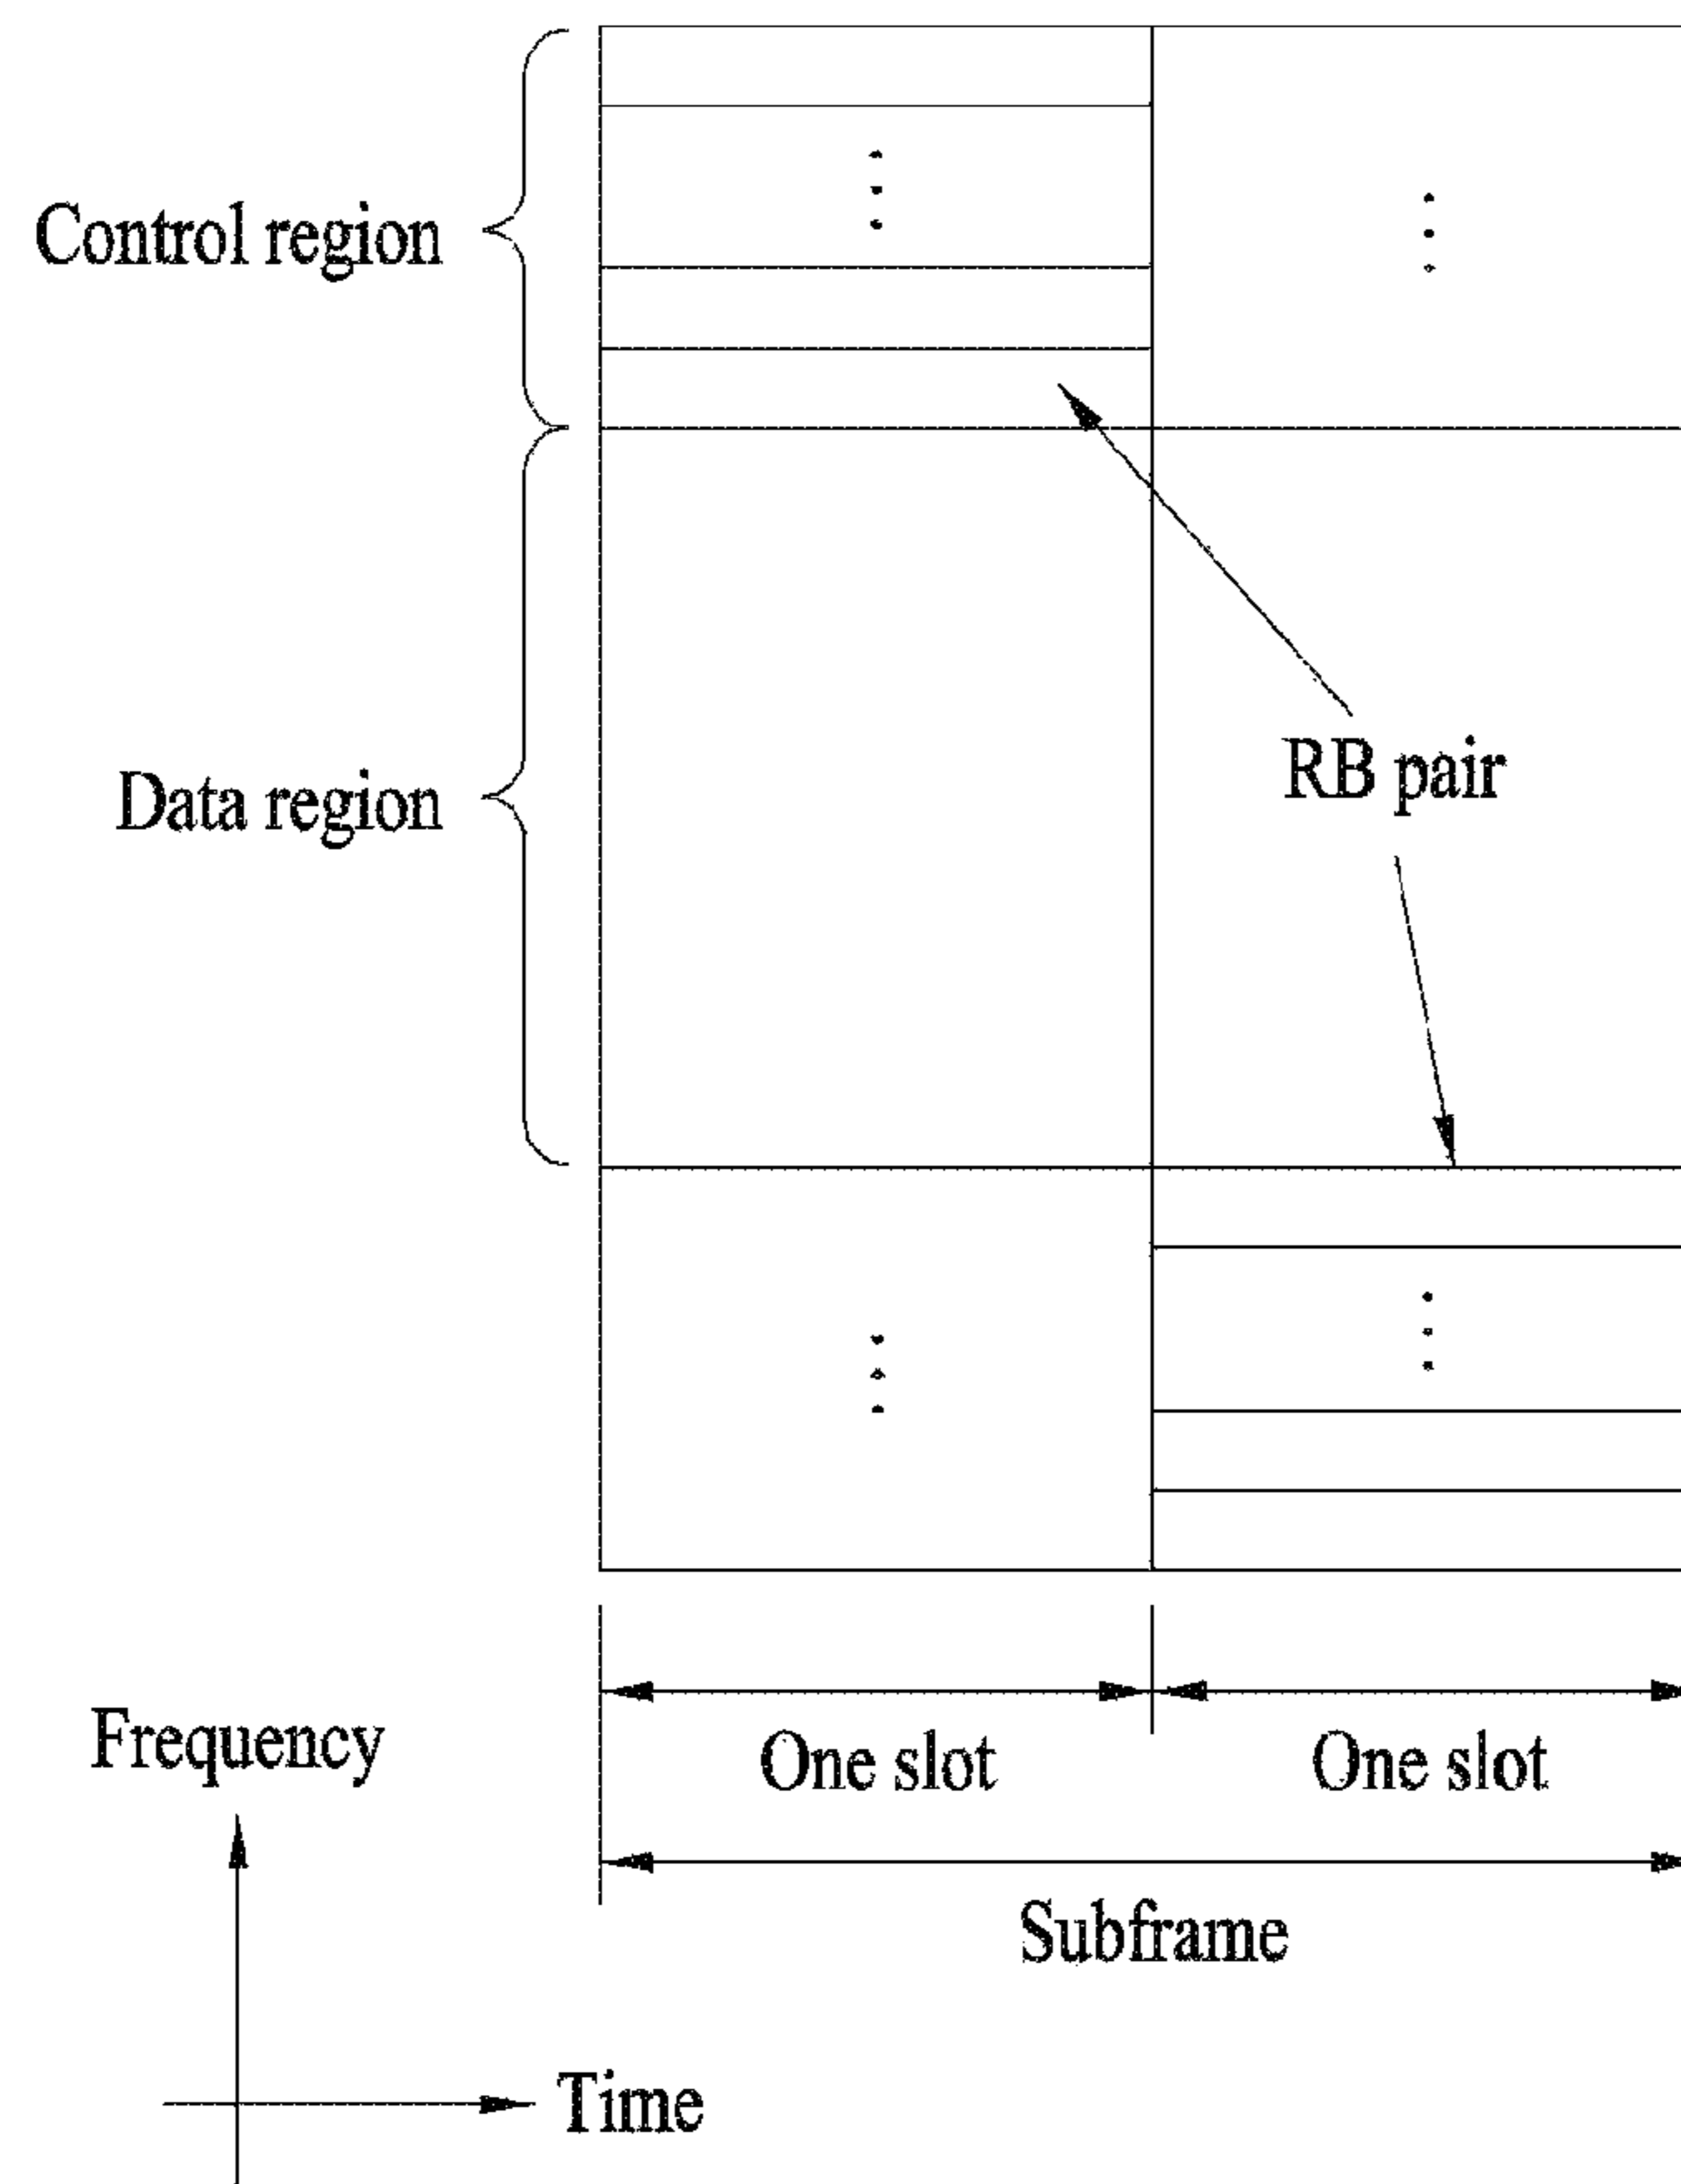 Control region
Data region
RB pair
One slot
One slot
Frequency
Subframe
Time